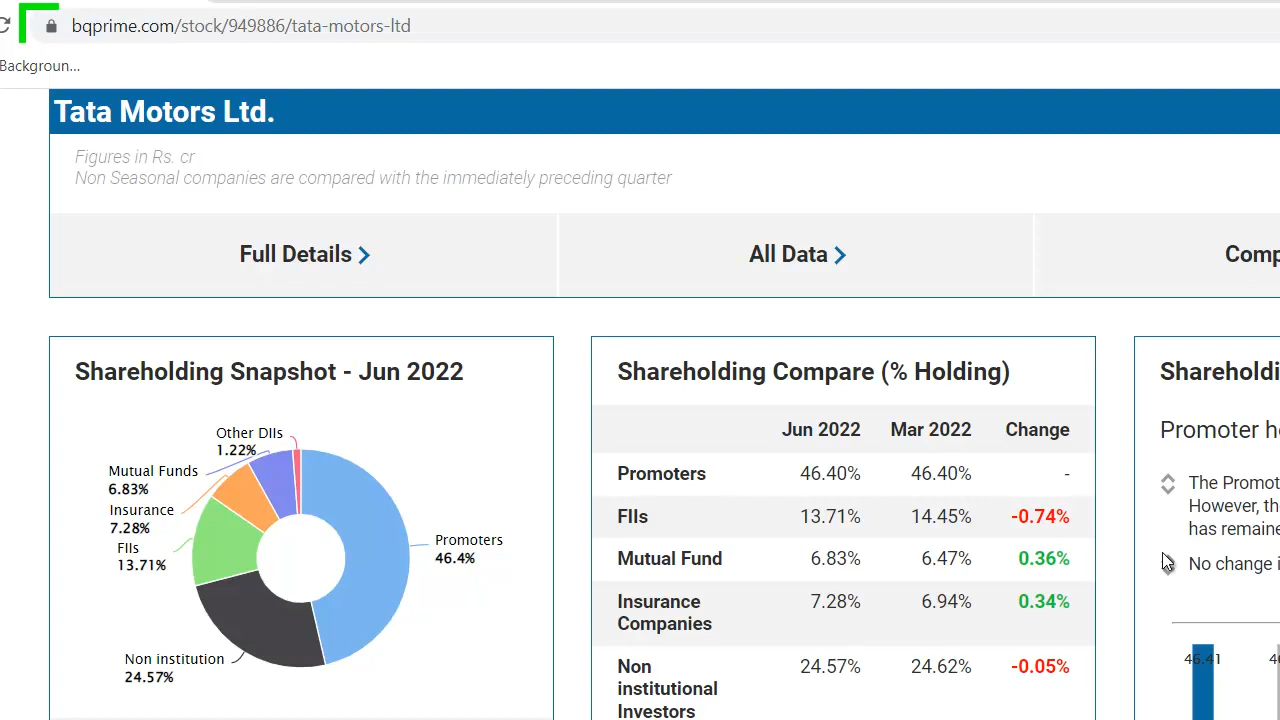 bqprime.com/stock/949886/tata-motors-ltd
Backgroun...
Tata Motors Ltd.
Figures in Rs. cr
Non Seasonal companies are compared with the immediately preceding quarter
Full Details
All Data
Comp
Shareholding Snapshot - Jun 2022
Other DIIs
1.22%
Mutual Funds
6.83%
Insurance
7.28%
FIIs
13.71%
Promoters
46.4%
Non institution
24.57%
Shareholding Compare (% Holding)
Jun 2022 Mar 2022 Change
Promoters 46.40% 46.40% -
FIIs 13.71% 14.45% -0.74%
Mutual Fund 6.83% 6.47% 0.36%
Insurance 7.28% 6.94% 0.34%
Companies
Non 24.57% 24.62% -0.05%
institutional
Investors
Shareholdi
Promoter h
The Promot
However, th
has remaine
No change i
46.41